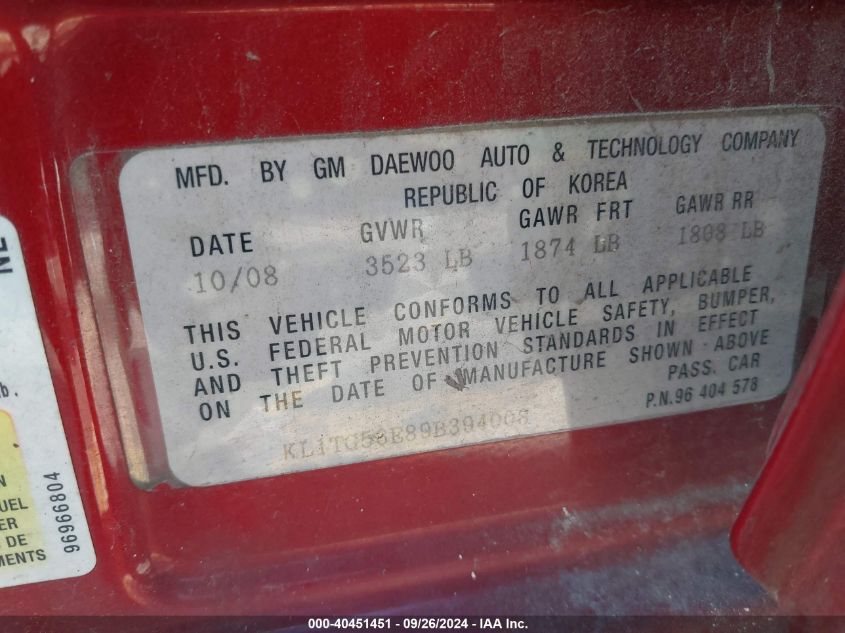 MFD. BY GM DAEWOO AUTO & TECHNOLOGY COMPANY
REPUBLIC OF KOREA
DATE GVWR GAWR FRT GAWR RR
10/08 3523 LB 1874 LB 1808 LB
THIS VEHICLE CONFORMS TO ALL APPLICABLE
U.S. FEDERAL MOTOR VEHICLE SAFETY, BUMPER,
AND THEFT PREVENTION STANDARDS IN EFFECT
ON THE DATE OF MANUFACTURE SHOWN ABOVE
PASS. CAR
P.N.96 404 578
KL1TG56E89B394008
96966804
000-40451451 - 09/26/2024 - IAA Inc.